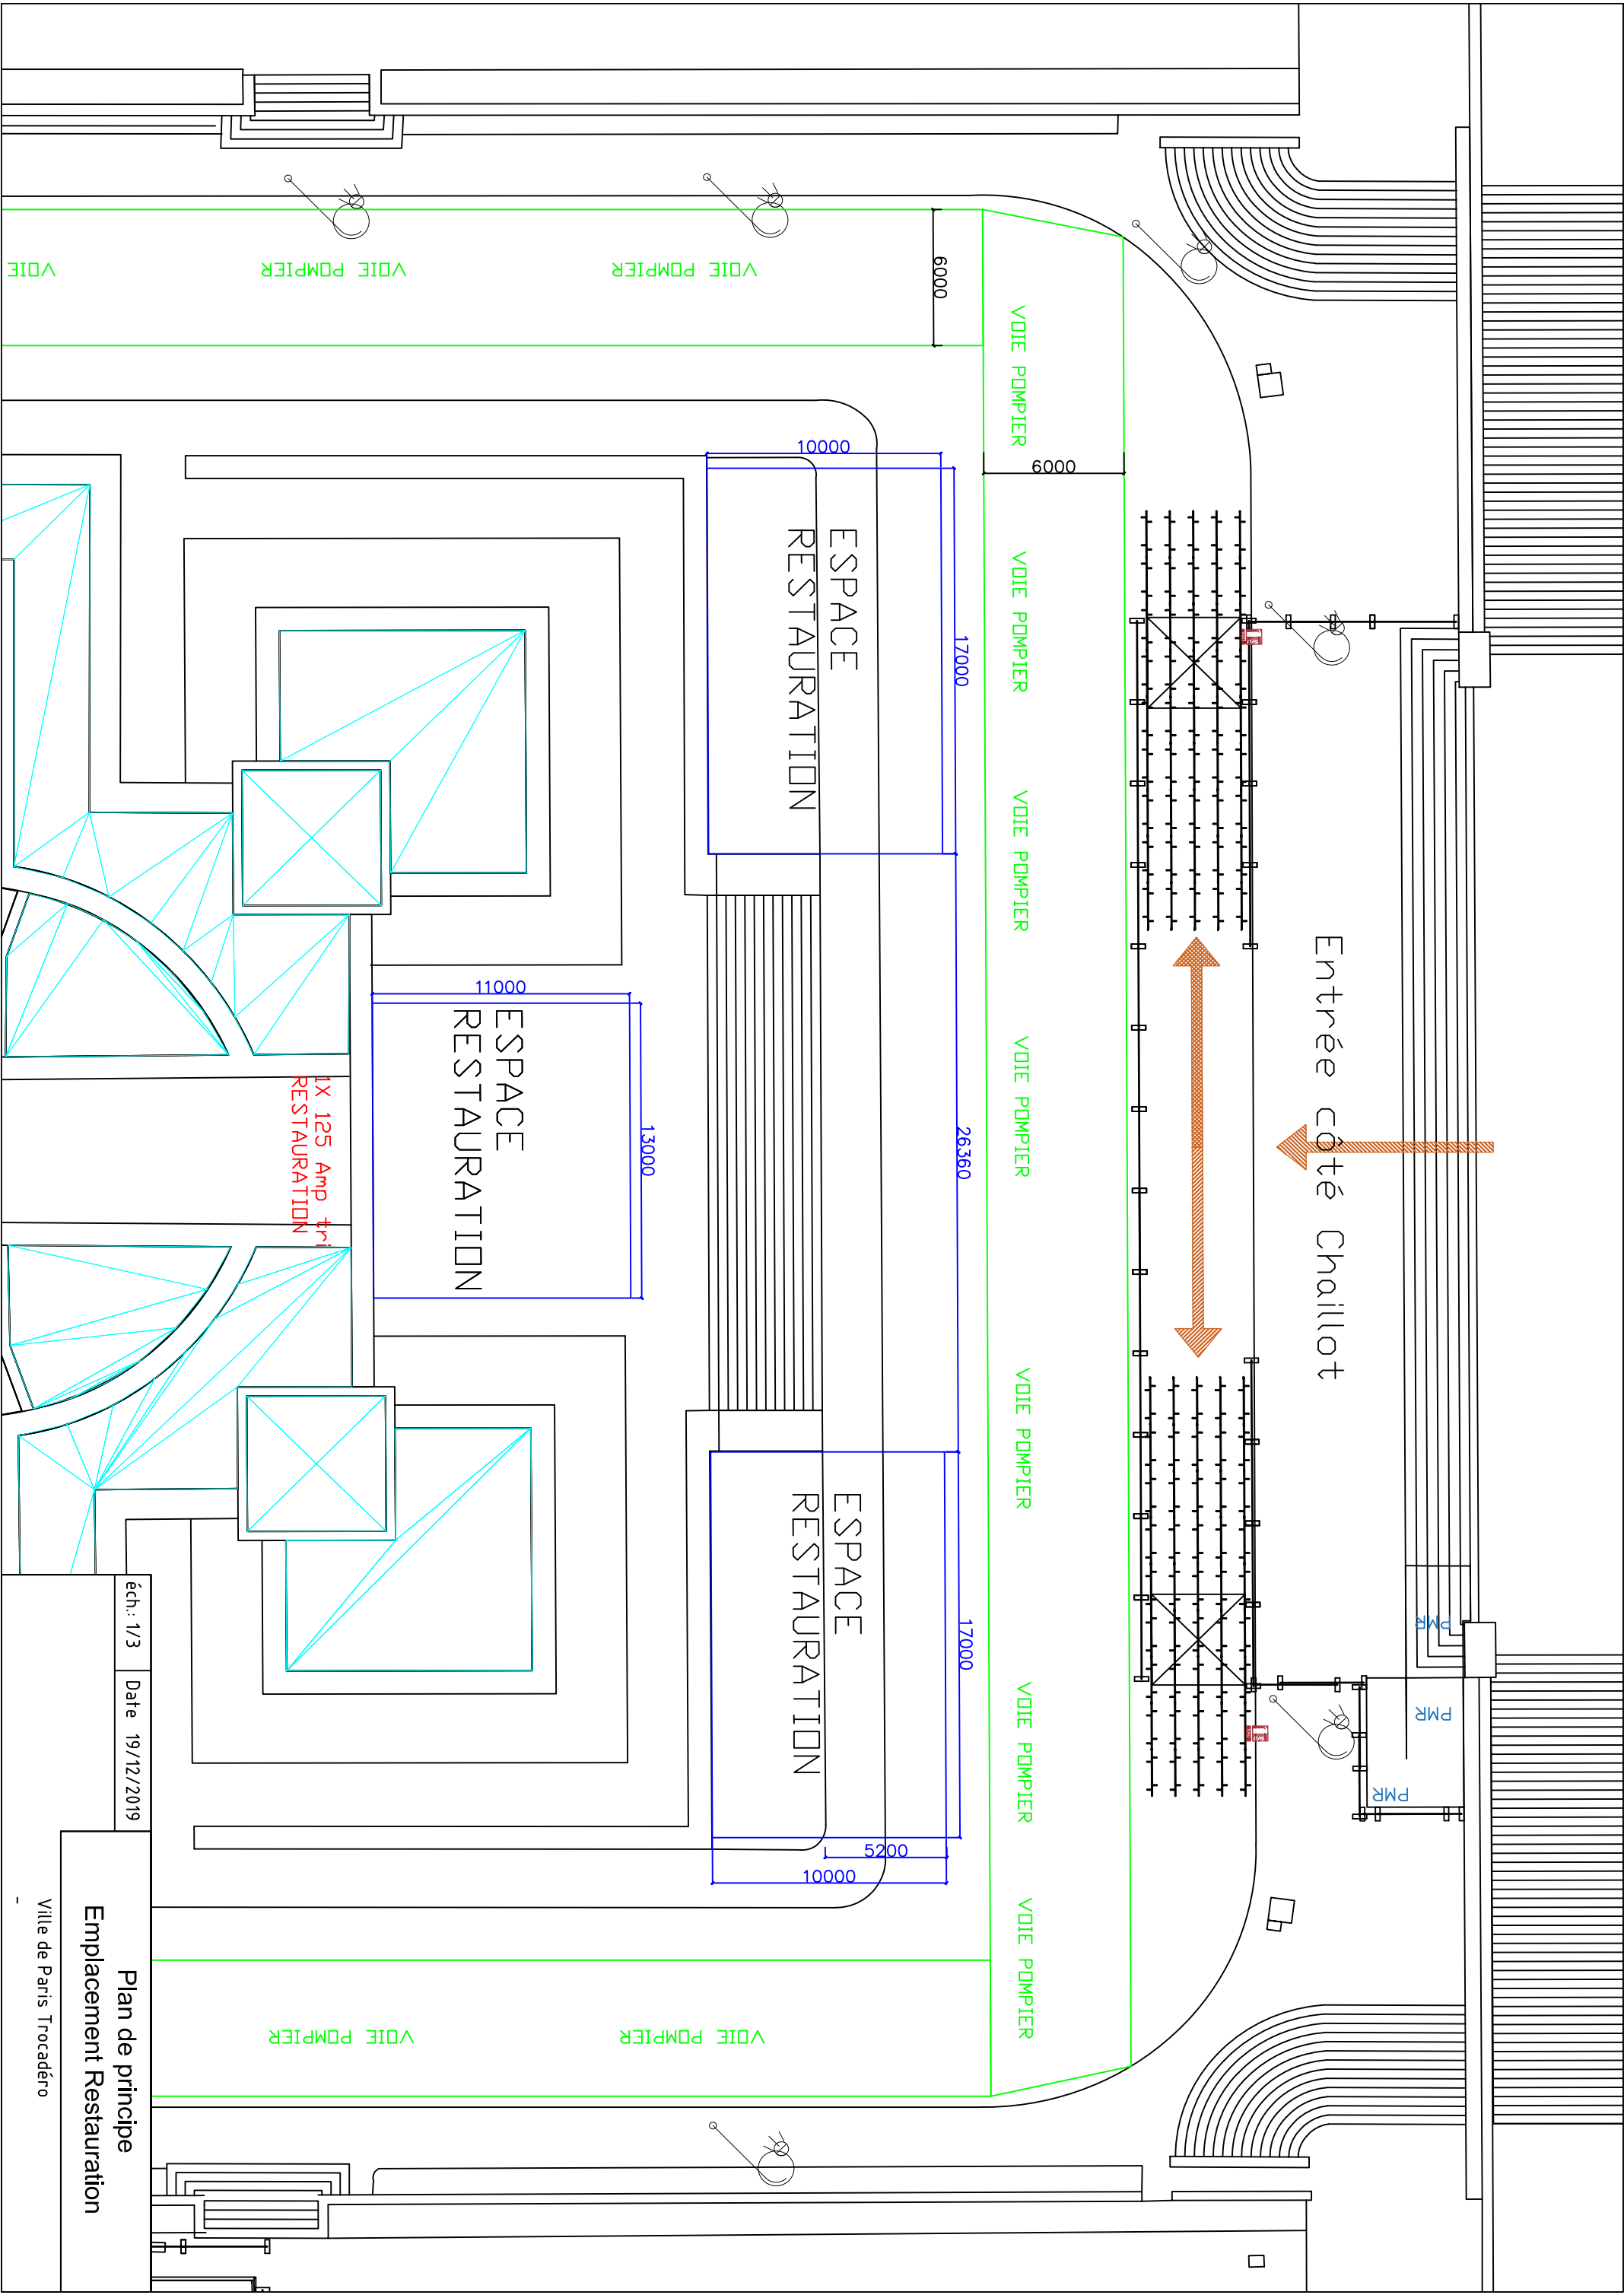 Entrée côté Chaillot
PMR
PMR
PMR
VOIE POMPIER
VOIE POMPIER
VOIE POMPIER
VOIE POMPIER
VOIE POMPIER
VOIE POMPIER
VOIE POMPIER
6000
6000
VOIE POMPIER
VOIE POMPIER
VOIE
VOIE POMPIER
VOIE POMPIER
17000
26360
17000
10000
5200
10000
ESPACE
RESTAURATION
ESPACE
RESTAURATION
13000
11000
ESPACE
RESTAURATION
1X 125 Amp tri
RESTAURATION
éch.: 1/3
Date 19/12/2019
Plan de principe
Emplacement Restauration
Ville de Paris Trocadéro
-